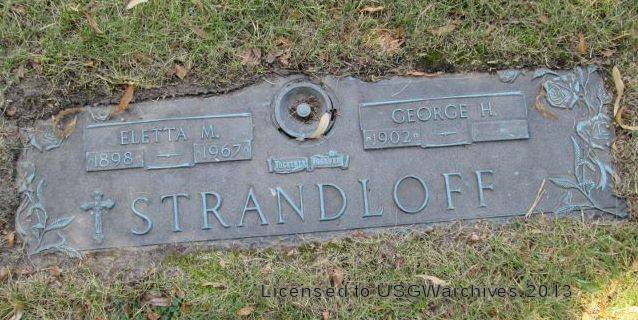 ELETTA M.
1898 — 1967
GEORGE H.
1902 —
TOGETHER FOREVER
STRANDLOFF
Licensed to USGWarchives 2013